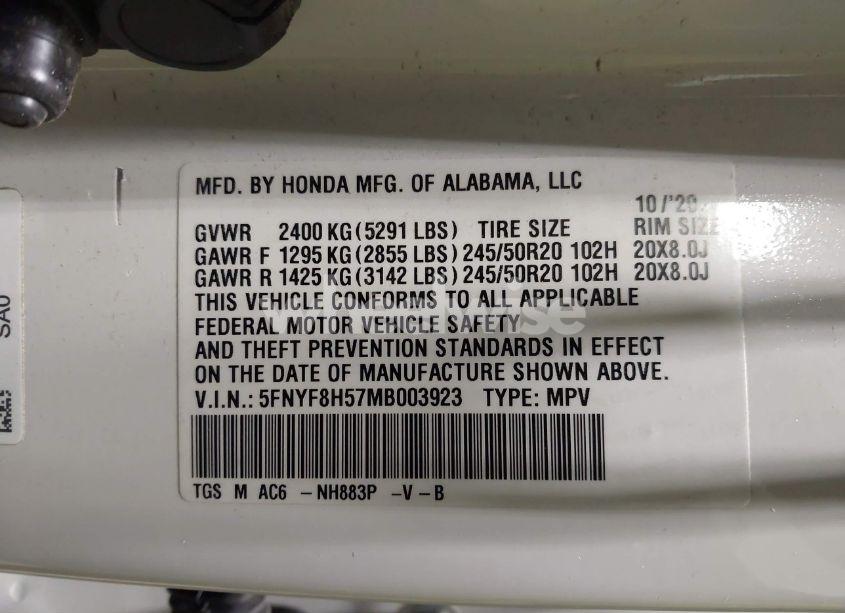 MFD. BY HONDA MFG. OF ALABAMA, LLC
10/'20
GVWR 2400 KG (5291 LBS) TIRE SIZE RIM SIZE
GAWR F 1295 KG (2855 LBS) 245/50R20 102H 20X8.0J
GAWR R 1425 KG (3142 LBS) 245/50R20 102H 20X8.0J
THIS VEHICLE CONFORMS TO ALL APPLICABLE
FEDERAL MOTOR VEHICLE SAFETY
AND THEFT PREVENTION STANDARDS IN EFFECT
ON THE DATE OF MANUFACTURE SHOWN ABOVE.
V.I.N.: 5FNYF8H57MB003923 TYPE: MPV
TGS M AC6 -NH883P -V-B
SA0